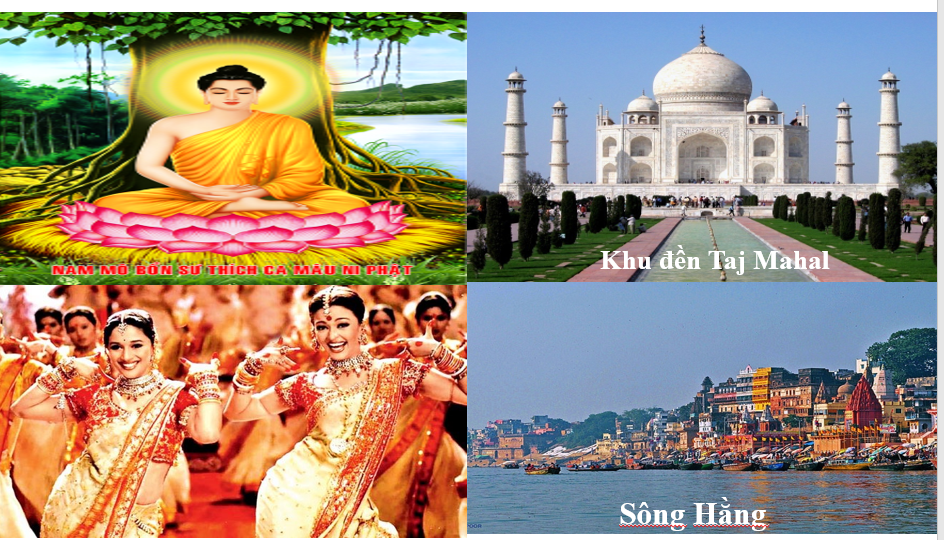 NAM MÔ BỔN SƯ THÍCH CA MÂU NI PHẬT
Khu đền Taj Mahal
Sông Hằng